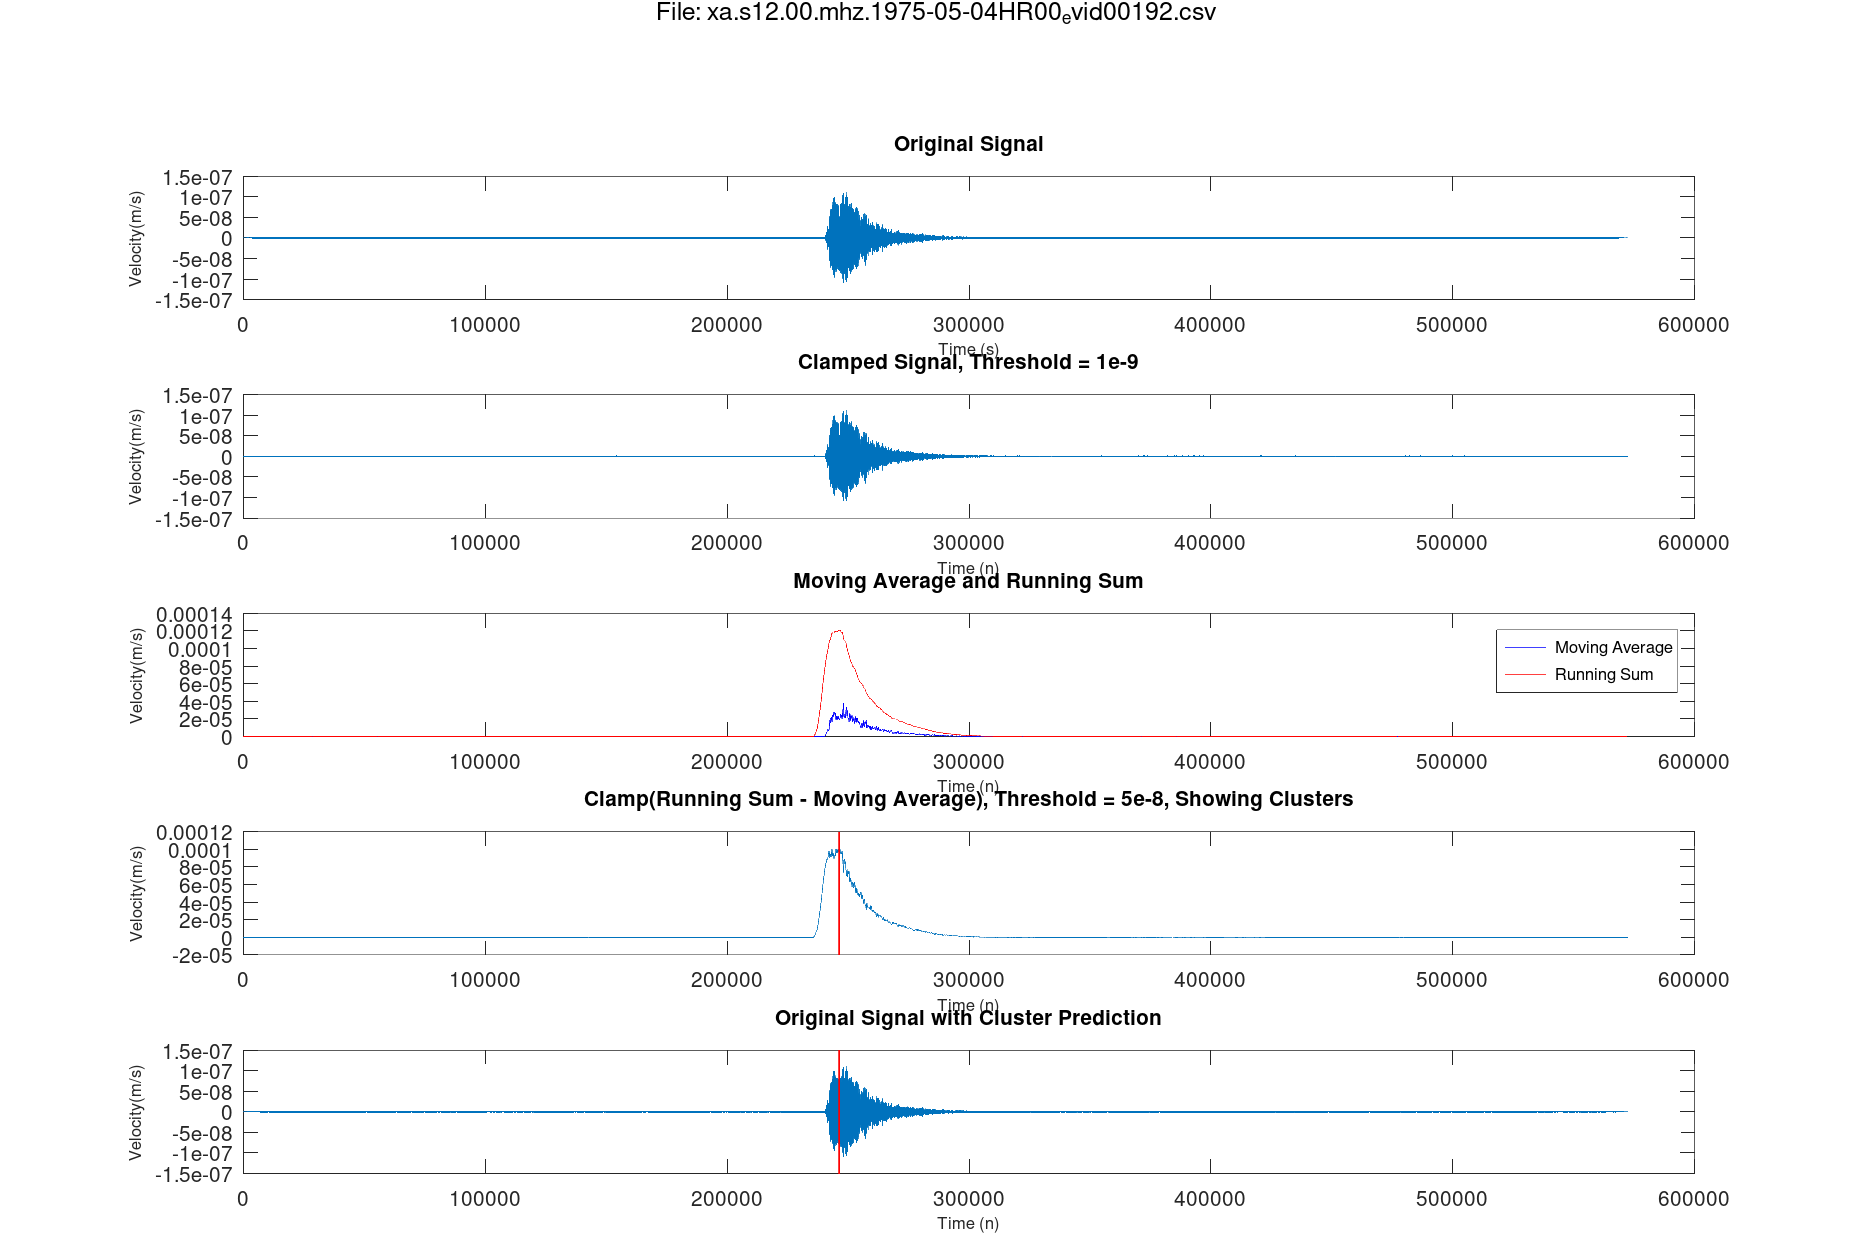 File: xa.s12.00.mhz.1975-05-04HR00evid00192.csv
Original Signal
Velocity(m/s)
1.5e-07
1e-07
5e-08
0
-5e-08
-1e-07
-1.5e-07
0 100000 200000 300000 400000 500000 600000
Time (s)
Clamped Signal, Threshold = 1e-9
Velocity(m/s)
1.5e-07
1e-07
5e-08
0
-5e-08
-1e-07
-1.5e-07
0 100000 200000 300000 400000 500000 600000
Time (n)
Moving Average and Running Sum
Velocity(m/s)
0.00014
0.00012
0.0001
8e-05
6e-05
4e-05
2e-05
0
Moving Average
Running Sum
0 100000 200000 300000 400000 500000 600000
Time (n)
Clamp(Running Sum - Moving Average), Threshold = 5e-8, Showing Clusters
Velocity(m/s)
0.00012
0.0001
8e-05
6e-05
4e-05
2e-05
0
-2e-05
0 100000 200000 300000 400000 500000 600000
Time (n)
Original Signal with Cluster Prediction
Velocity(m/s)
1.5e-07
1e-07
5e-08
0
-5e-08
-1e-07
-1.5e-07
0 100000 200000 300000 400000 500000 600000
Time (n)